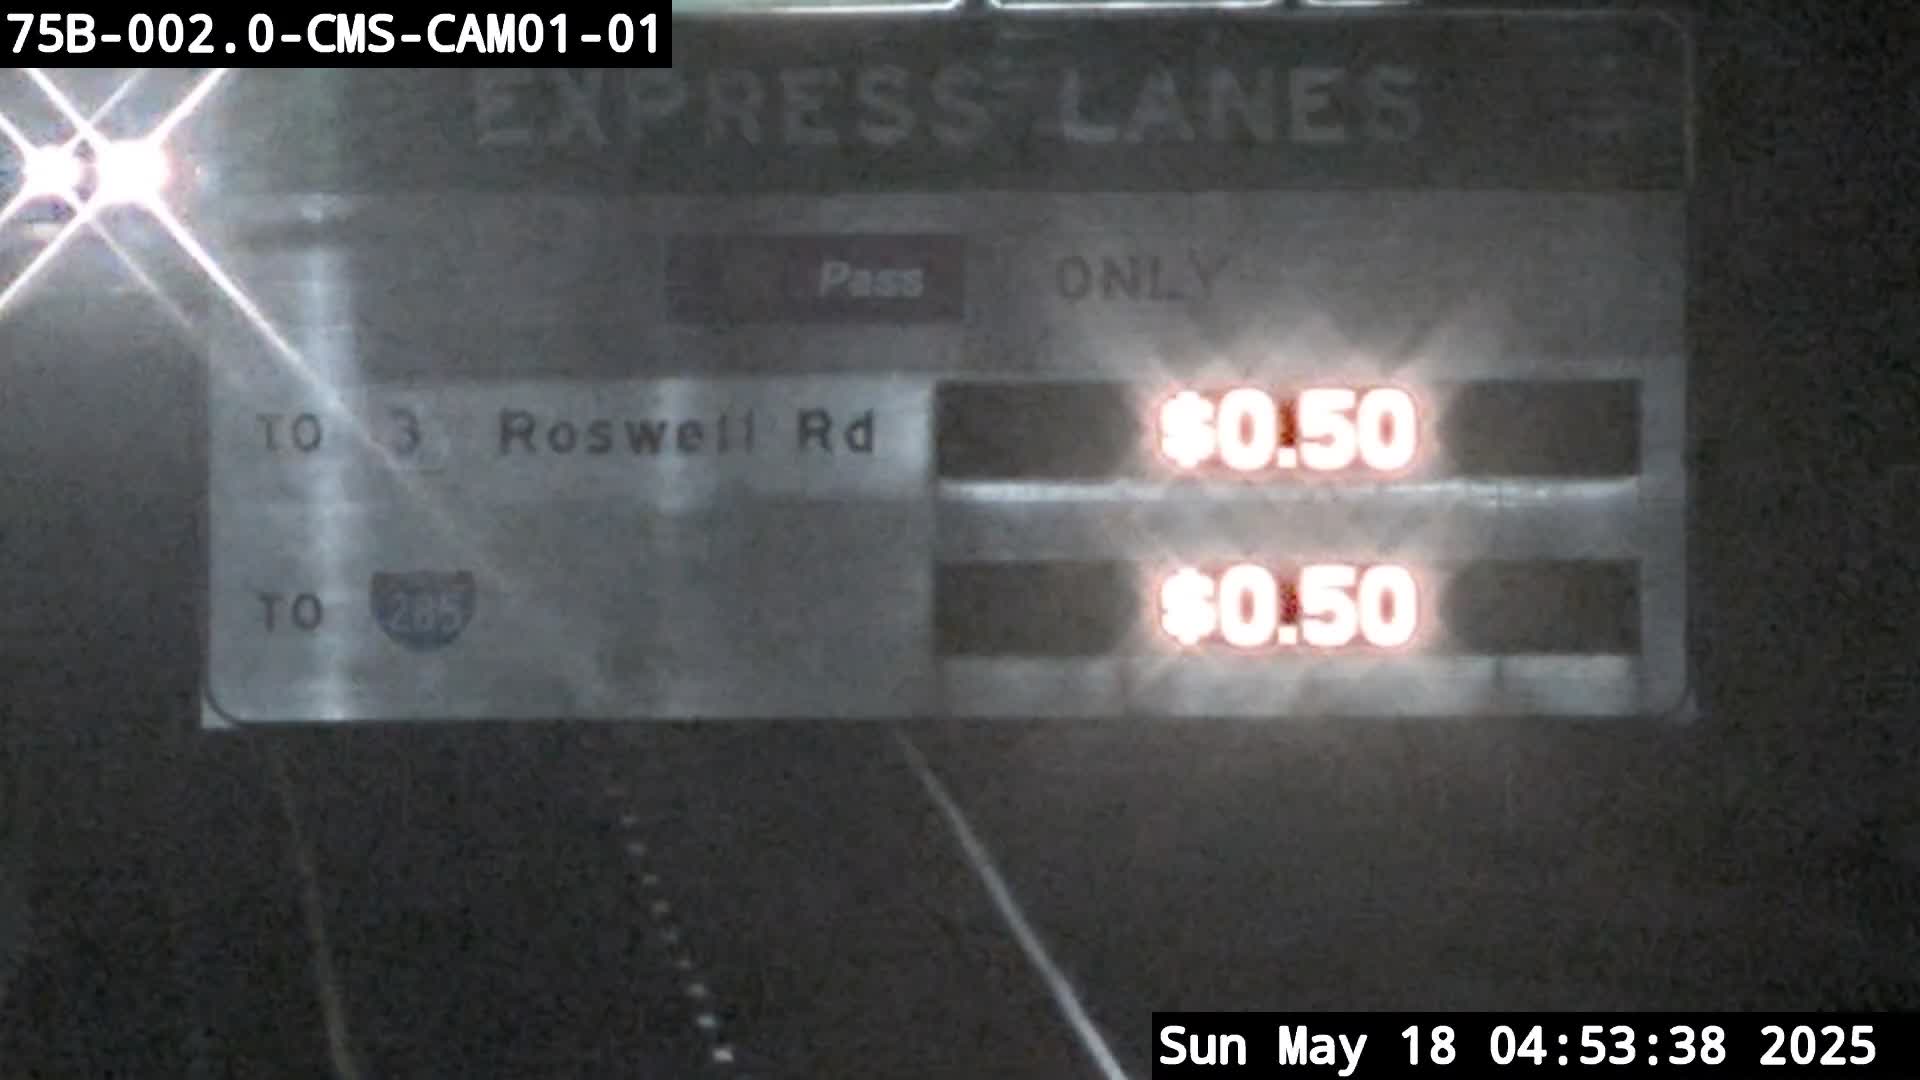 75B-002.0-CMS-CAM01-01
EXPRESS LANES
Pass ONLY
TO 3 Roswell Rd $0.50
TO 285 $0.50
Sun May 18 04:53:38 2025